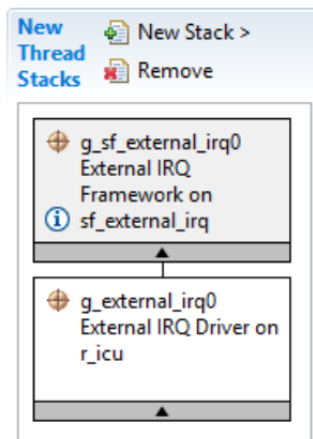 New Thread Stacks
New Stack >
Remove
g_sf_external_irq0
External IRQ
Framework on
sf_external_irq
g_external_irq0
External IRQ Driver on
r_icu